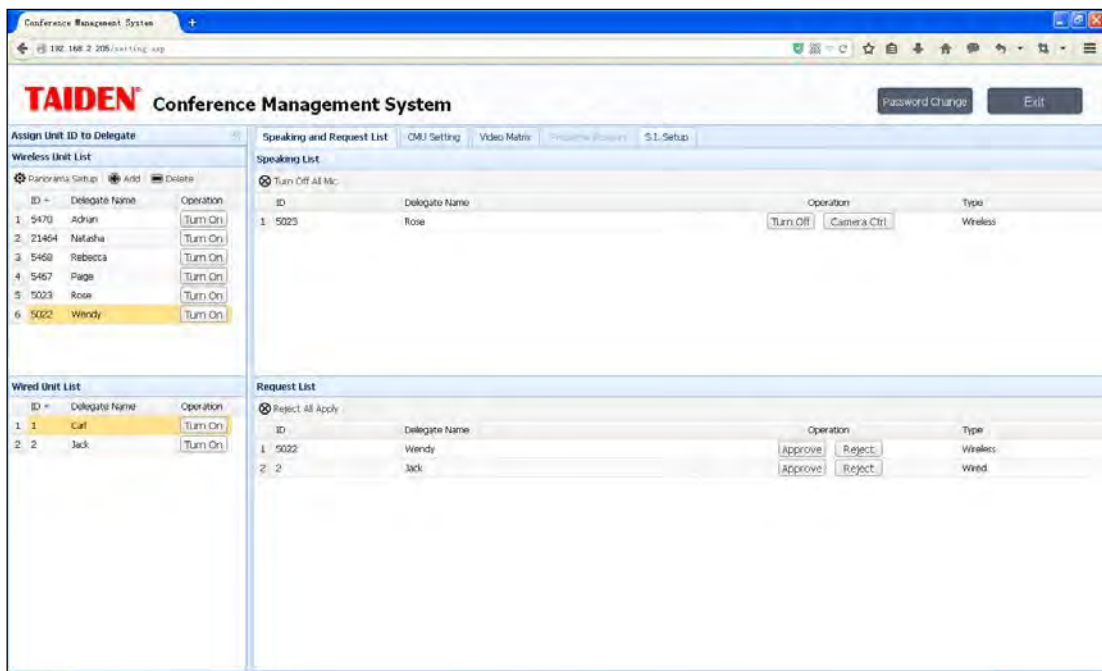 Conference Management System
192.168.2.205/setting.asp
TAIDEN Conference Management System
Password Change
Exit
Assign Unit ID to Delegate
Speaking and Request List
CMU Setting
Video Matrix
S.I. Setup
Wireless Unit List
Panorama Setup
Add
Delete
ID Delegate Name Operation
1 5470 Adrian Turn On
2 21464 Natasha Turn On
3 5468 Rebecca Turn On
4 5467 Paige Turn On
5 5023 Rose Turn On
6 5022 Wendy Turn On
Wired Unit List
ID Delegate Name Operation
1 1 Carl Turn On
2 2 Jack Turn On
Speaking List
Turn Off All Mic
ID Delegate Name Operation Type
1 5023 Rose Turn Off Camera Ctrl Wireless
Request List
Reject All Apply
ID Delegate Name Operation Type
1 5022 Wendy Approve Reject Wireless
2 2 Jack Approve Reject Wired